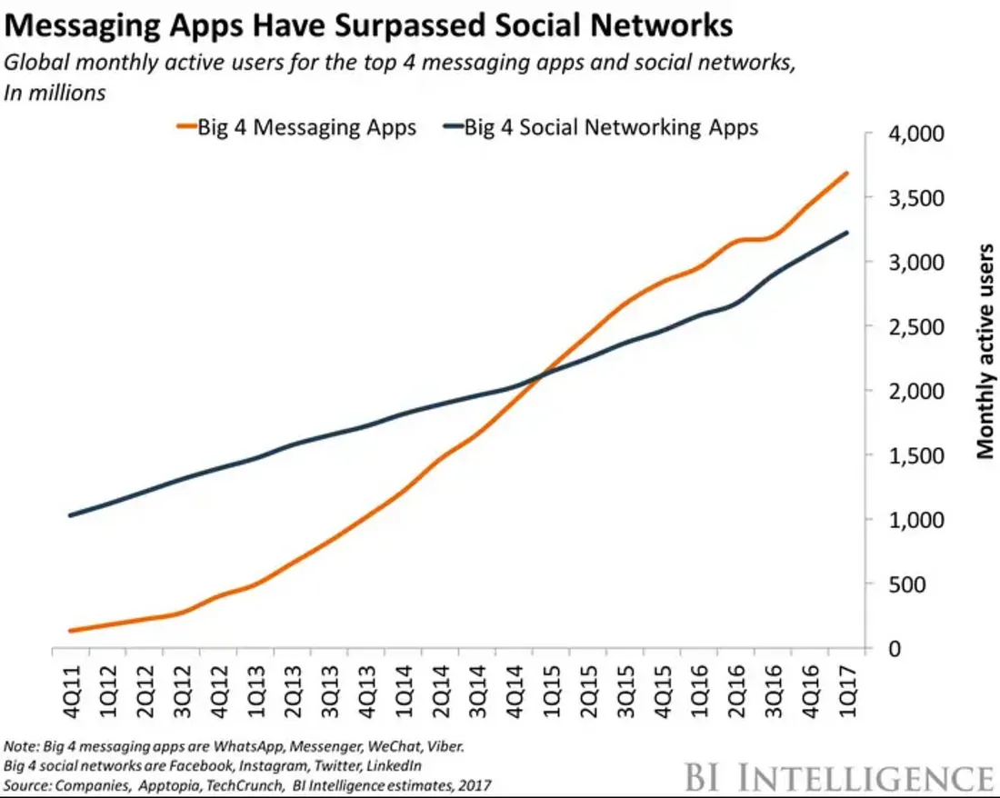 Messaging Apps Have Surpassed Social Networks
Global monthly active users for the top 4 messaging apps and social networks,
In millions
Big 4 Messaging Apps
Big 4 Social Networking Apps
4,000
3,500
3,000
2,500
2,000
1,500
1,000
500
0
Monthly active users
4Q11
1Q12
2Q12
3Q12
4Q12
1Q13
2Q13
3Q13
4Q13
1Q14
2Q14
3Q14
4Q14
1Q15
2Q15
3Q15
4Q15
1Q16
2Q16
3Q16
4Q16
1Q17
Note: Big 4 messaging apps are WhatsApp, Messenger, WeChat, Viber.
Big 4 social networks are Facebook, Instagram, Twitter, LinkedIn
Source: Companies, Apptopia, TechCrunch, BI Intelligence estimates, 2017
BI INTELLIGENCE